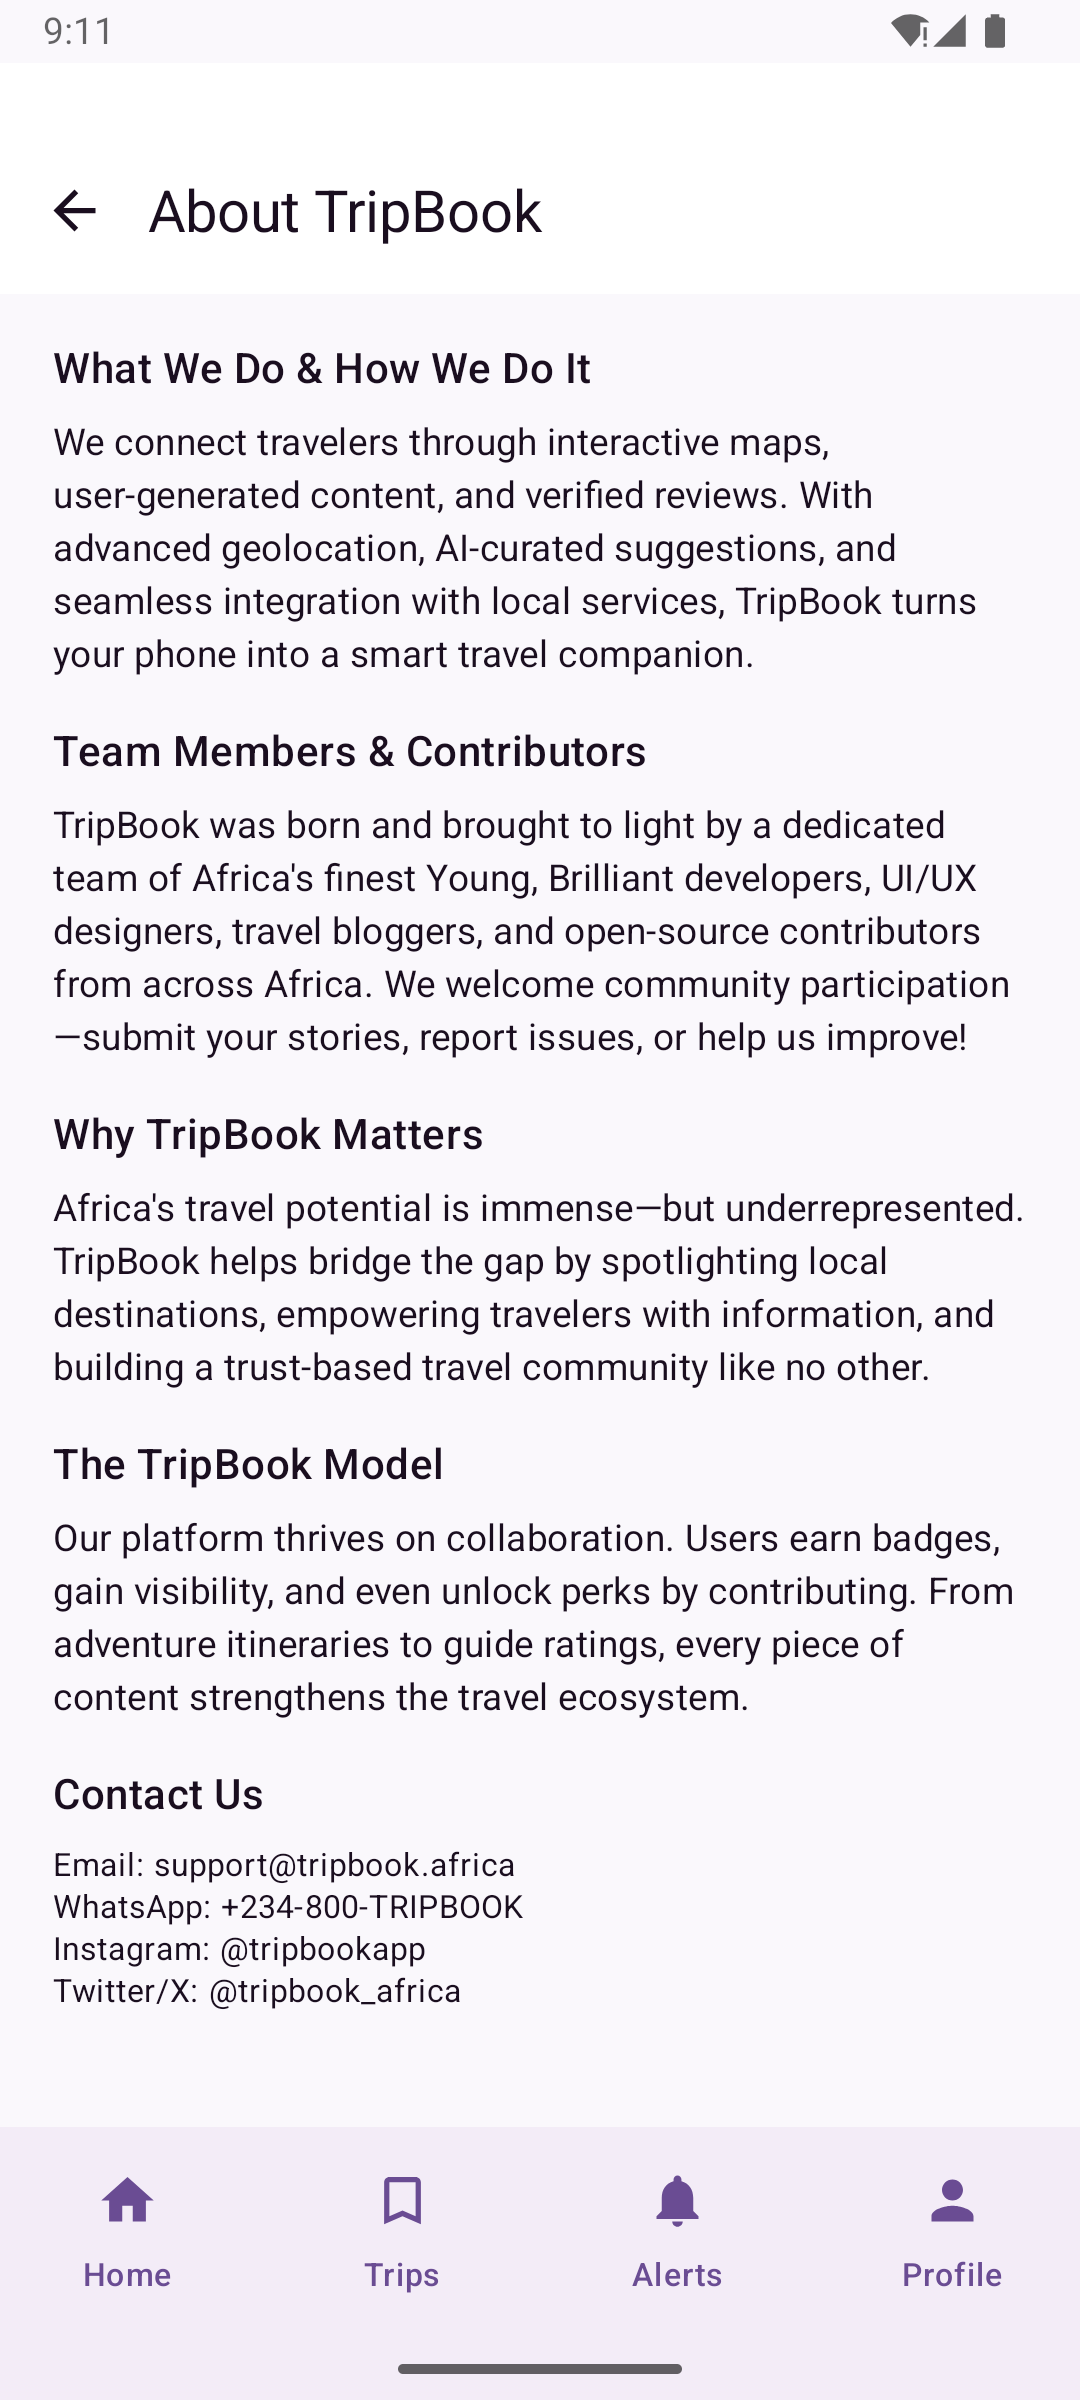 9:11
About TripBook
What We Do & How We Do It
We connect travelers through interactive maps,
user-generated content, and verified reviews. With
advanced geolocation, AI-curated suggestions, and
seamless integration with local services, TripBook turns
your phone into a smart travel companion.
Team Members & Contributors
TripBook was born and brought to light by a dedicated
team of Africa's finest Young, Brilliant developers, UI/UX
designers, travel bloggers, and open-source contributors
from across Africa. We welcome community participation
—submit your stories, report issues, or help us improve!
Why TripBook Matters
Africa's travel potential is immense—but underrepresented.
TripBook helps bridge the gap by spotlighting local
destinations, empowering travelers with information, and
building a trust-based travel community like no other.
The TripBook Model
Our platform thrives on collaboration. Users earn badges,
gain visibility, and even unlock perks by contributing. From
adventure itineraries to guide ratings, every piece of
content strengthens the travel ecosystem.
Contact Us
Email: support@tripbook.africa
WhatsApp: +234-800-TRIPBOOK
Instagram: @tripbookapp
Twitter/X: @tripbook_africa
Home Trips Alerts Profile